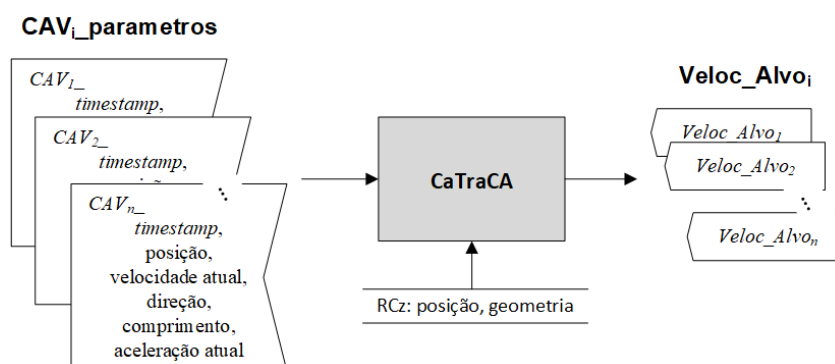 CAVi_parametros
CAV1_
timestamp,
CAV2_
timestamp,
CAVn_
timestamp,
posição,
velocidade atual,
direção,
comprimento,
aceleração atual
CaTraCA
RCz: posição, geometria
Veloc_Alvoi
Veloc_Alvo1
Veloc_Alvo2
Veloc_Alvon